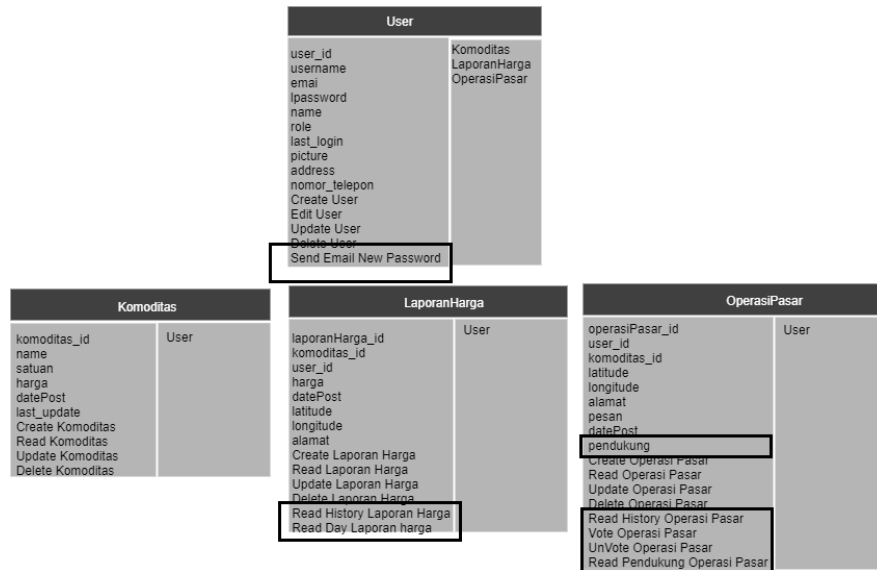 User
user_id
username
emai
lpassword
name
role
last_login
picture
address
nomor_telepon
Create User
Edit User
Update User
Delete User
Send Email New Password
Komoditas
LaporanHarga
OperasiPasar
Komoditas
komoditas_id
name
satuan
harga
datePost
last_update
Create Komoditas
Read Komoditas
Update Komoditas
Delete Komoditas
User
LaporanHarga
laporanHarga_id
komoditas_id
user_id
harga
datePost
latitude
longitude
alamat
Create Laporan Harga
Read Laporan Harga
Update Laporan Harga
Delete Laporan Harga
Read History Laporan Harga
Read Day Laporan harga
User
OperasiPasar
operasiPasar_id
user_id
komoditas_id
latitude
longitude
alamat
pesan
datePost
pendukung
Create Operasi Pasar
Read Operasi Pasar
Update Operasi Pasar
Delete Operasi Pasar
Read History Operasi Pasar
Vote Operasi Pasar
UnVote Operasi Pasar
Read Pendukung Operasi Pasar
User